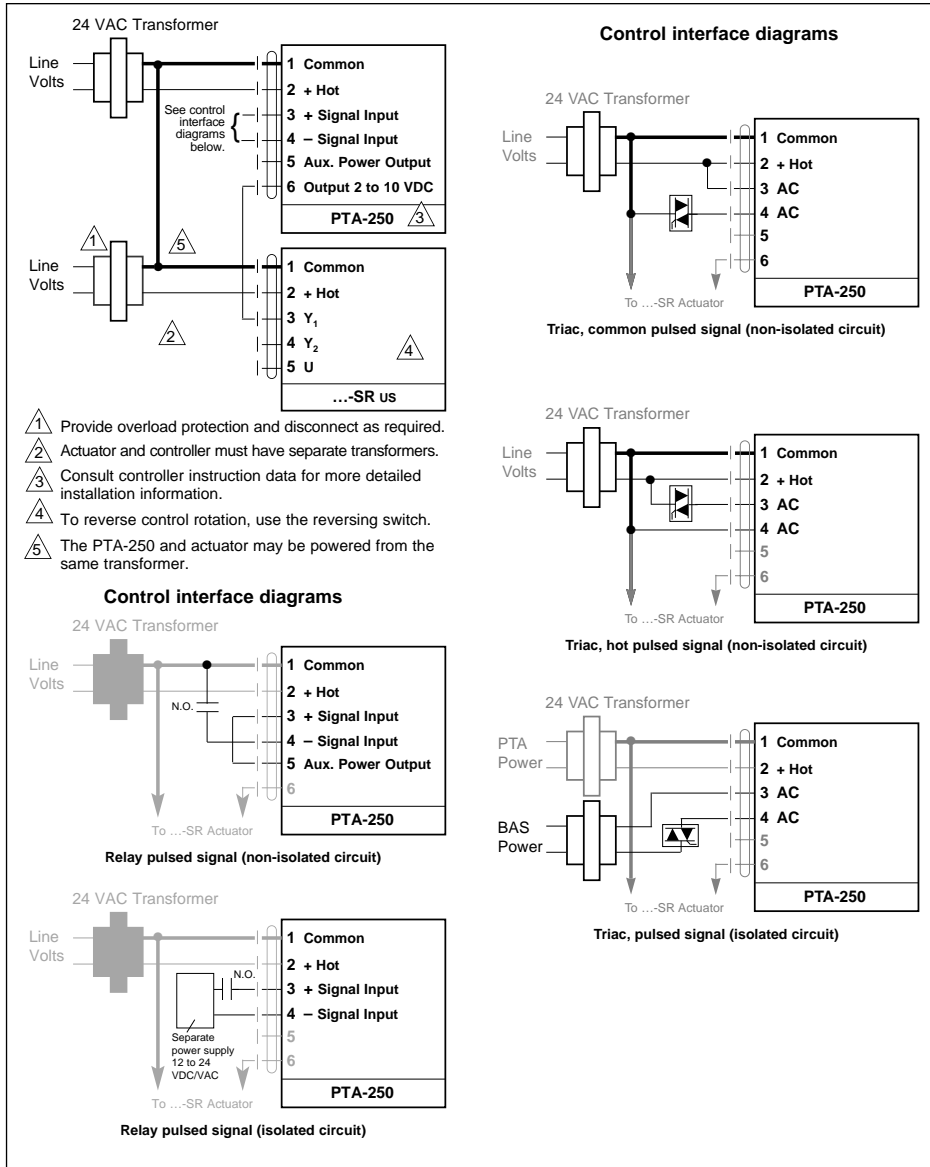 24 VAC Transformer
Line
Volts
1 Common
2 + Hot
See control
interface
diagrams
below.
3 + Signal Input
4 – Signal Input
5 Aux. Power Output
6 Output 2 to 10 VDC
PTA-250
3
1
5
Line
Volts
2
1 Common
2 + Hot
3 Y1
4 Y2
5 U
4
…-SR US
1 Provide overload protection and disconnect as required.
2 Actuator and controller must have separate transformers.
3 Consult controller instruction data for more detailed
installation information.
4 To reverse control rotation, use the reversing switch.
5 The PTA-250 and actuator may be powered from the
same transformer.
Control interface diagrams
24 VAC Transformer
Line
Volts
N.O.
1 Common
2 + Hot
3 + Signal Input
4 – Signal Input
5 Aux. Power Output
6
PTA-250
To …-SR Actuator
Relay pulsed signal (non-isolated circuit)
24 VAC Transformer
Line
Volts
N.O.
1 Common
2 + Hot
3 + Signal Input
4 – Signal Input
5
6
Separate
power supply
12 to 24
VDC/VAC
PTA-250
To …-SR Actuator
Relay pulsed signal (isolated circuit)
Control interface diagrams
24 VAC Transformer
Line
Volts
1 Common
2 + Hot
3 AC
4 AC
5
6
PTA-250
To …-SR Actuator
Triac, common pulsed signal (non-isolated circuit)
24 VAC Transformer
Line
Volts
1 Common
2 + Hot
3 AC
4 AC
5
6
PTA-250
To …-SR Actuator
Triac, hot pulsed signal (non-isolated circuit)
24 VAC Transformer
PTA
Power
BAS
Power
1 Common
2 + Hot
3 AC
4 AC
5
6
PTA-250
To …-SR Actuator
Triac, pulsed signal (isolated circuit)